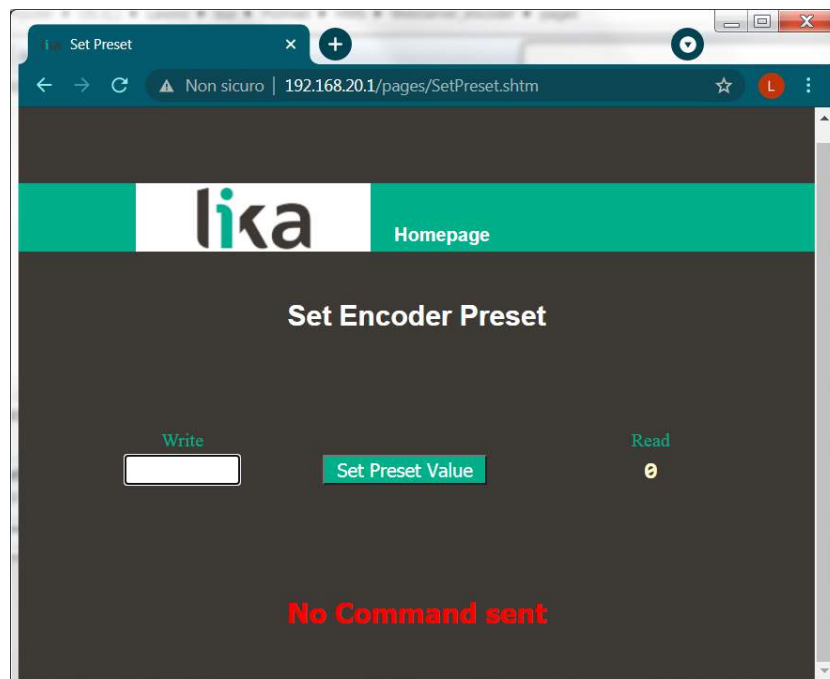 Set Preset
Non sicuro | 192.168.20.1/pages/SetPreset.shtm
L
lika
Homepage
Set Encoder Preset
Write
Read
Set Preset Value
0
No Command sent